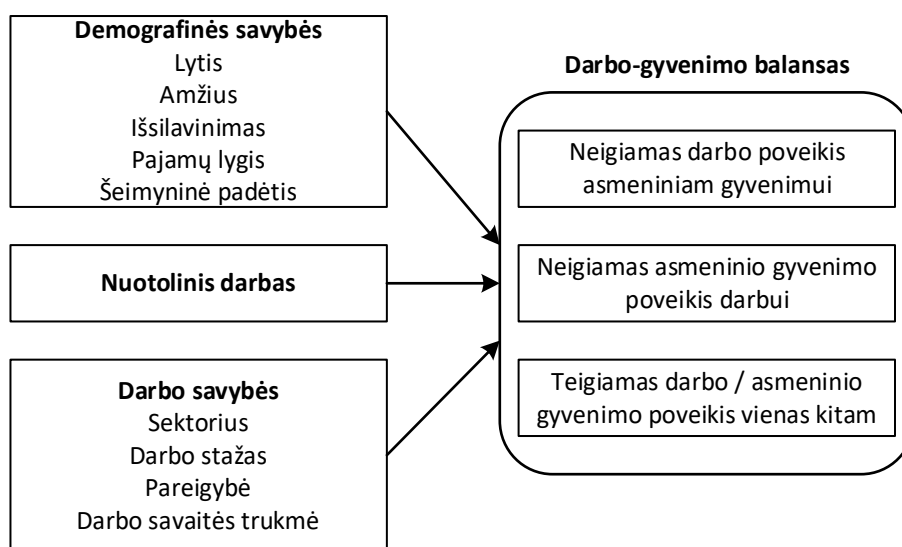 Demografinės savybės
Lytis
Amžius
Išsilavinimas
Pajamų lygis
Šeimyninė padėtis
Nuotolinis darbas
Darbo savybės
Sektorius
Darbo stažas
Pareigybė
Darbo savaitės trukmė
Darbo-gyvenimo balansas
Neigiamas darbo poveikis
asmeniniam gyvenimui
Neigiamas asmeninio gyvenimo
poveikis darbui
Teigiamas darbo / asmeninio
gyvenimo poveikis vienas kitam